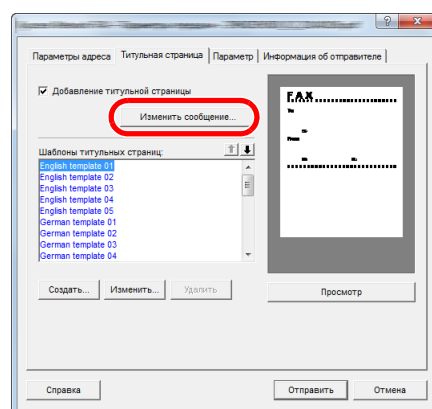 Параметры адреса Титульная страница Параметр Информация об отправителе
Добавление титульной страницы
Изменить сообщение...
Шаблоны титульных страниц:
English template 01
English template 02
English template 03
English template 04
English template 05
German template 01
German template 02
German template 03
German template 04
Создать... Изменить... Удалить
FAX
Просмотр
Справка Отправить Отмена